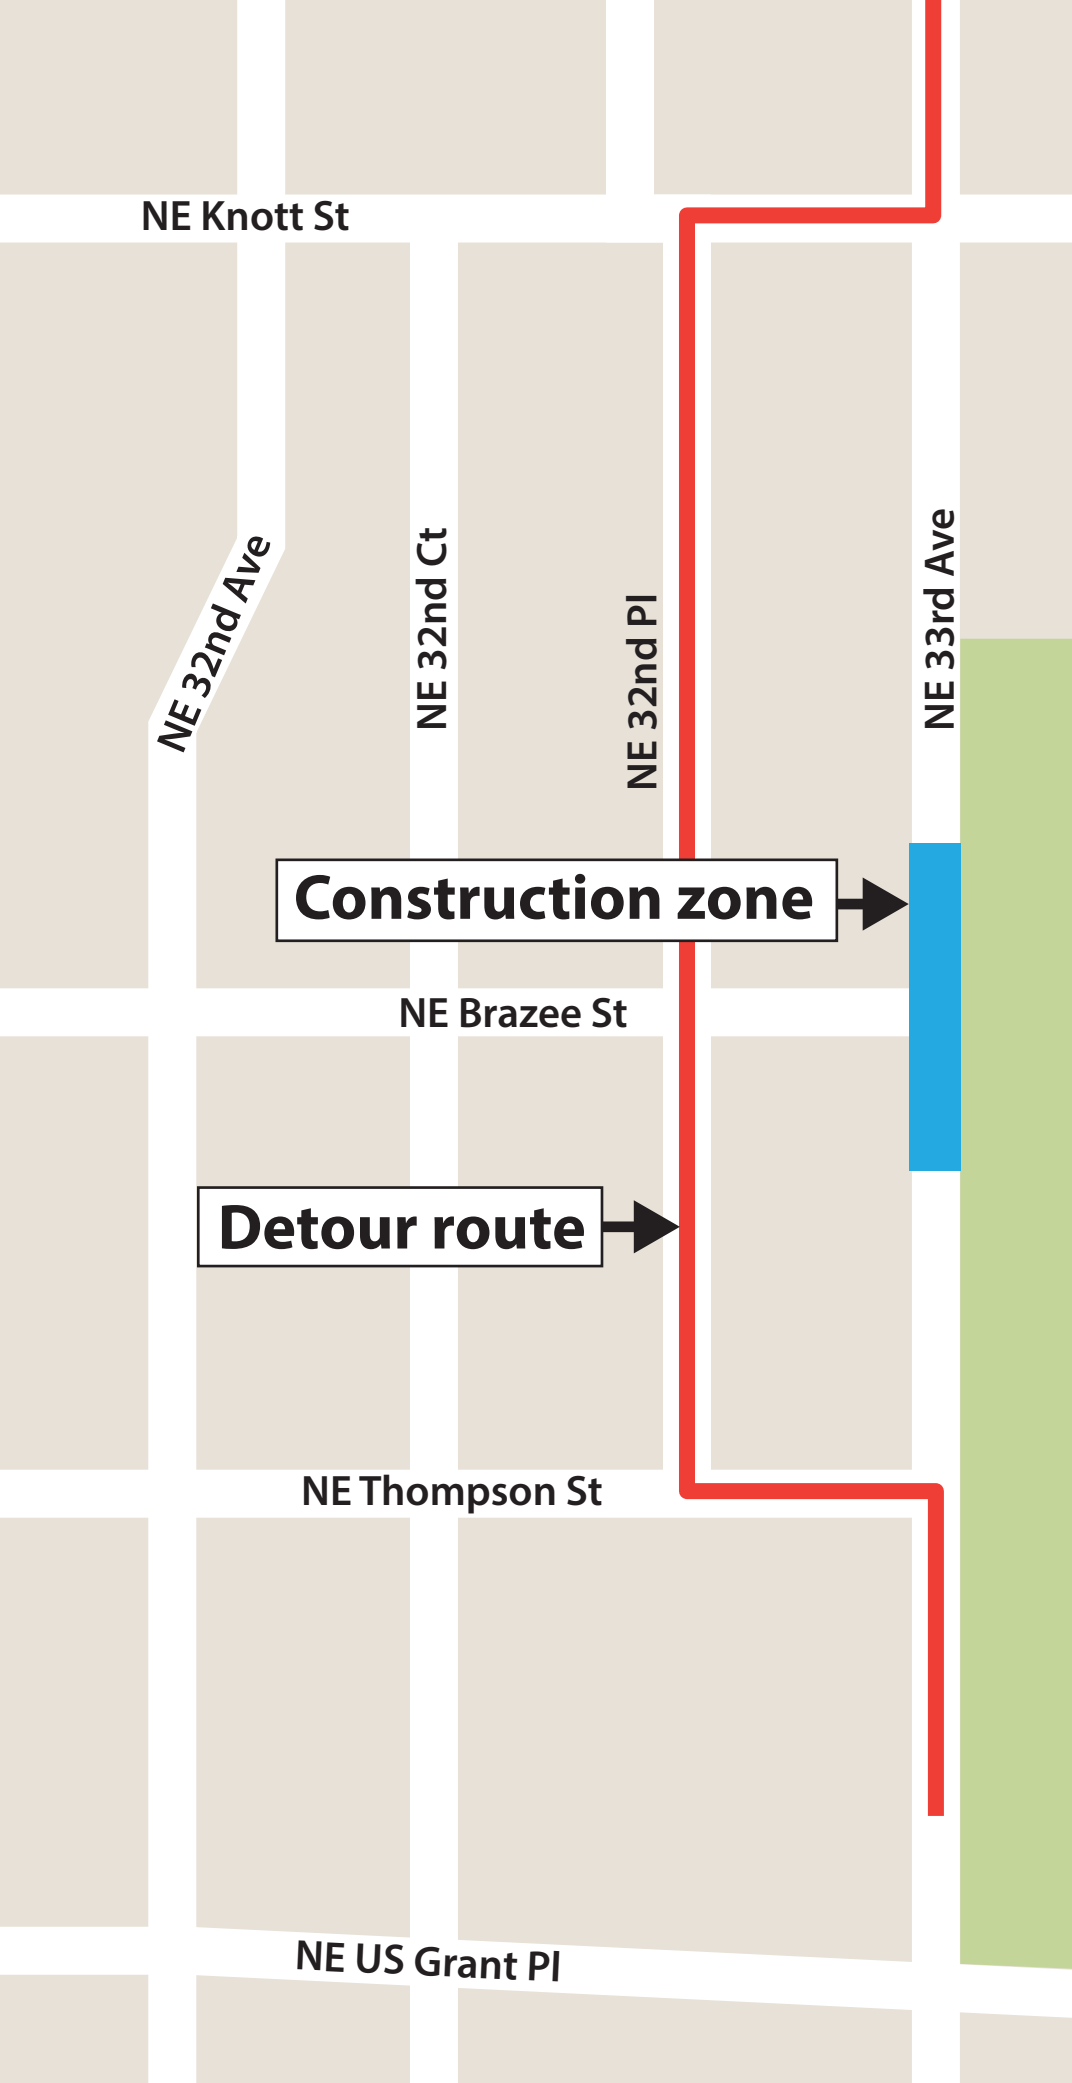 NE Knott St
NE 32nd Ave
NE 32nd Ct
NE 32nd Pl
NE 33rd Ave
Construction zone
NE Brazee St
Detour route
NE Thompson St
NE US Grant Pl